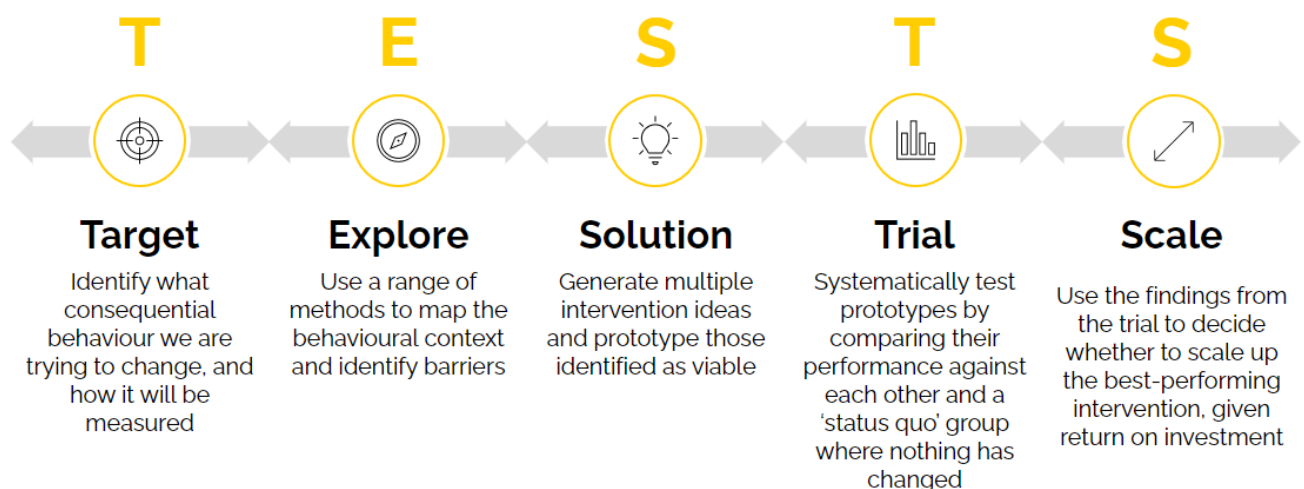 T
E
S
T
S
Target
Identify what
consequential
behaviour we are
trying to change, and
how it will be
measured
Explore
Use a range of
methods to map the
behavioural context
and identify barriers
Solution
Generate multiple
intervention ideas
and prototype those
identified as viable
Trial
Systematically test
prototypes by
comparing their
performance against
each other and a
‘status quo’ group
where nothing has
changed
Scale
Use the findings from
the trial to decide
whether to scale up
the best-performing
intervention, given
return on investment